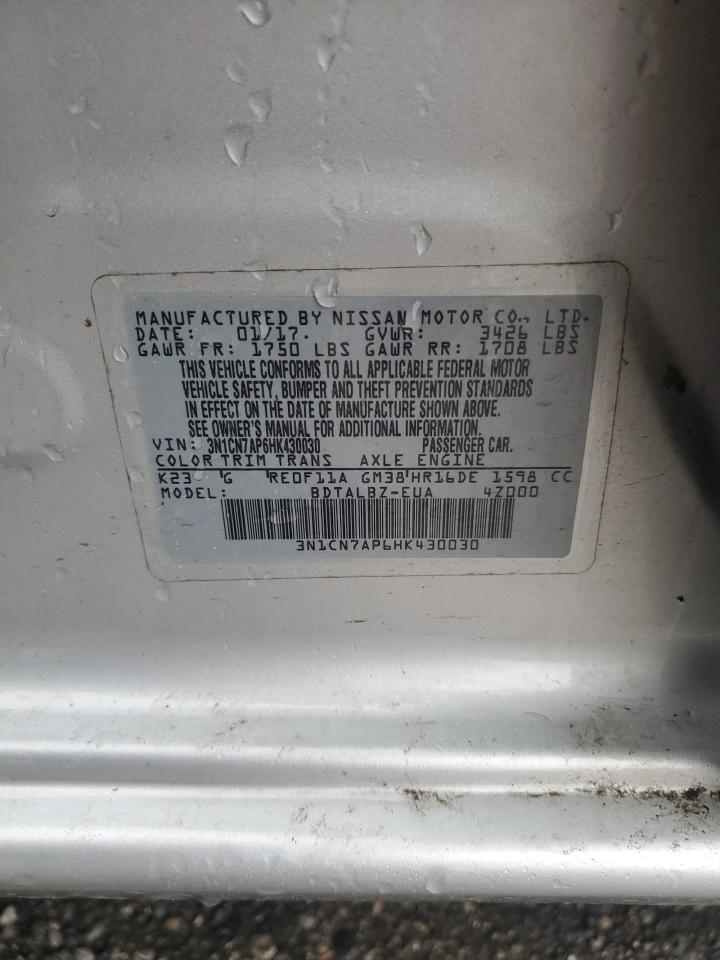 MANUFACTURED BY NISSAN MOTOR CO., LTD.
DATE: 01/17. GVWR: 3426 LBS
GAWR FR: 1750 LBS GAWR RR: 1708 LBS
THIS VEHICLE CONFORMS TO ALL APPLICABLE FEDERAL MOTOR
VEHICLE SAFETY, BUMPER AND THEFT PREVENTION STANDARDS
IN EFFECT ON THE DATE OF MANUFACTURE SHOWN ABOVE.
SEE OWNER'S MANUAL FOR ADDITIONAL INFORMATION.
VIN: 3N1CN7AP6HK430030 PASSENGER CAR.
COLOR TRIM TRANS AXLE ENGINE
K23 G RE0F11A GM38 HR16DE 1598 CC
MODEL: BDTALBZ-EUA 4Z000
3N1CN7AP6HK430030